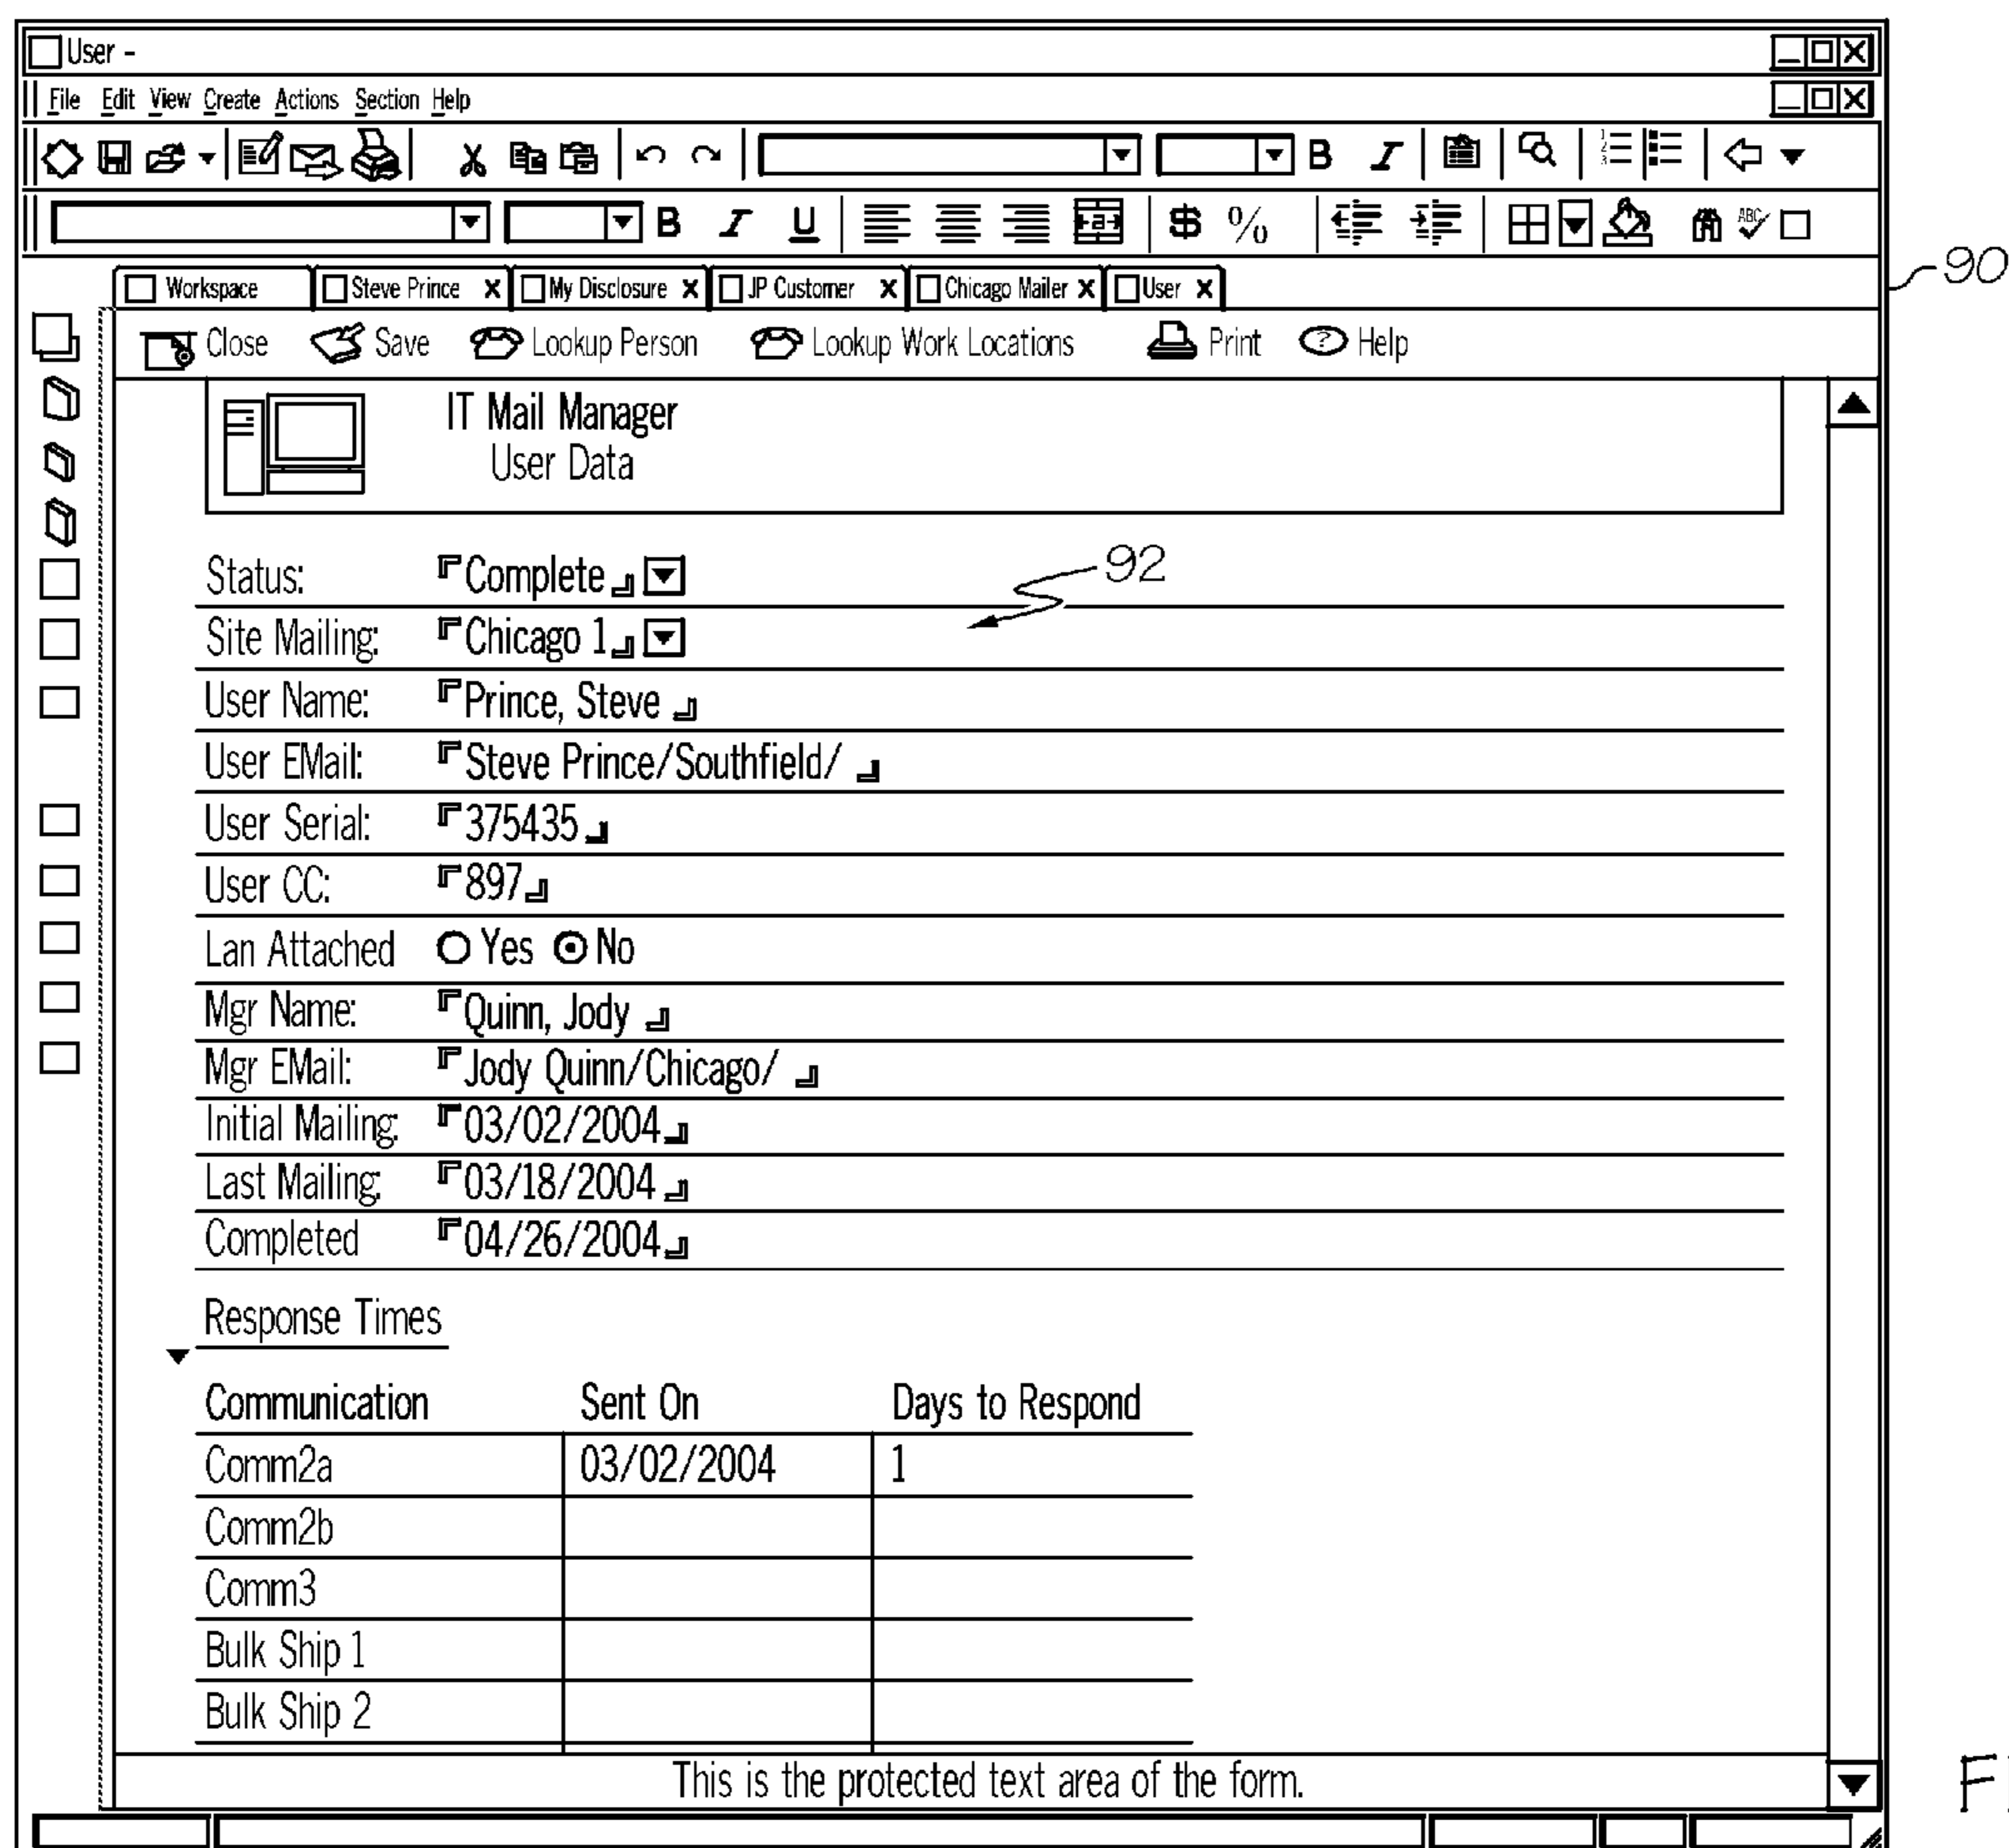 User -
File Edit View Create Actions Section Help
1 2 3
B I
B I U a $ % ABC
90
Workspace Steve Prince x My Disclosure x JP Customer x Chicago Mailer x User x
Close Save Lookup Person Lookup Work Locations Print ? Help
IT Mail Manager
User Data
92
Status: Complete
Site Mailing: Chicago 1
User Name: Prince, Steve
User EMail: Steve Prince/Southfield/
User Serial: 375435
User CC: 897
Lan Attached Yes No
Mgr Name: Quinn, Jody
Mgr EMail: Jody Quinn/Chicago/
Initial Mailing: 03/02/2004
Last Mailing: 03/18/2004
Completed 04/26/2004
Response Times
Communication Sent On Days to Respond
Comm2a 03/02/2004 1
Comm2b
Comm3
Bulk Ship 1
Bulk Ship 2
This is the protected text area of the form.